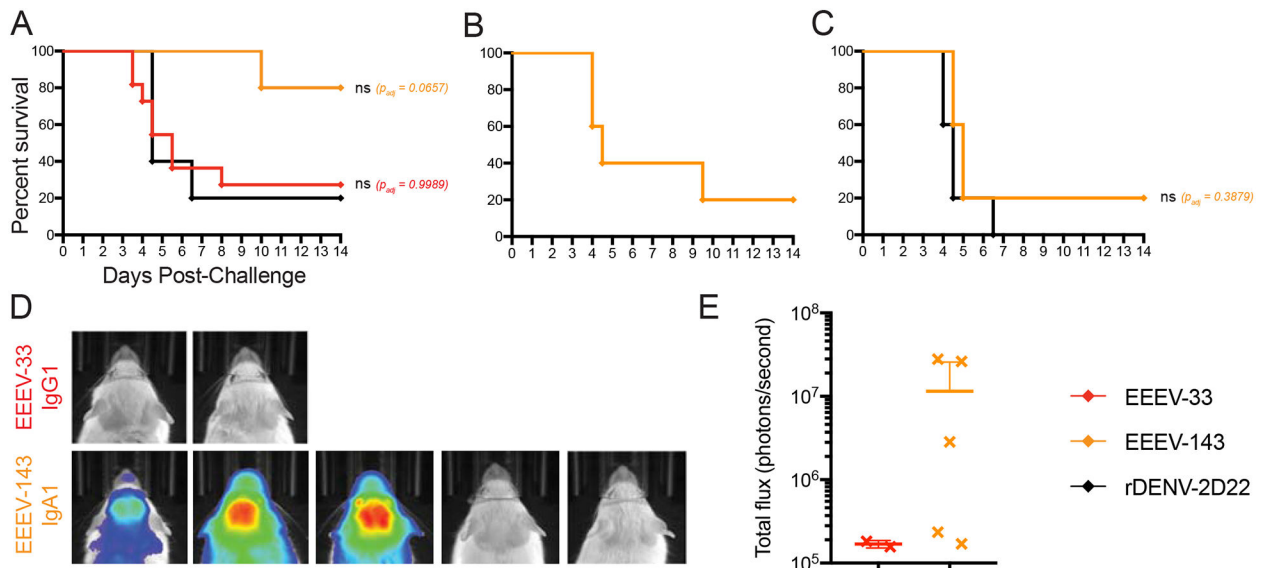 A
B
C
Percent survival
100
80
60
40
20
0
ns (padj = 0.0657)
ns (padj = 0.9989)
0 1 2 3 4 5 6 7 8 9 10 11 12 13 14
Days Post-Challenge
100
80
60
40
20
0
0 1 2 3 4 5 6 7 8 9 10 11 12 13 14
100
80
60
40
20
0
ns (padj = 0.3879)
0 1 2 3 4 5 6 7 8 9 10 11 12 13 14
D
EEEV-33
IgG1
EEEV-143
IgA1
E
Total flux (photons/second)
10⁸
10⁷
10⁶
10⁵
EEEV-33
EEEV-143
rDENV-2D22